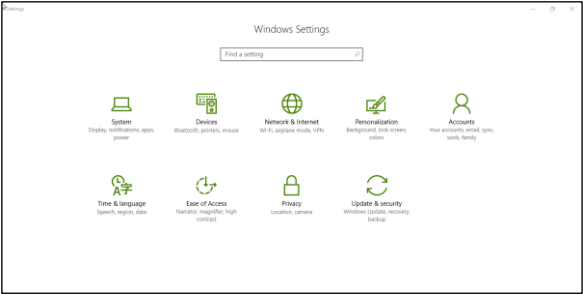 Settings
Windows Settings
Find a setting
System
Display, notifications, apps,
power
Devices
Bluetooth, printers, mouse
Network & Internet
Wi-Fi, airplane mode, VPN
Personalization
Background, lock screen,
colors
Accounts
Your accounts, email, sync,
work, family
Time & language
Speech, region, date
Ease of Access
Narrator, magnifier, high
contrast
Privacy
Location, camera
Update & security
Windows Update, recovery,
backup